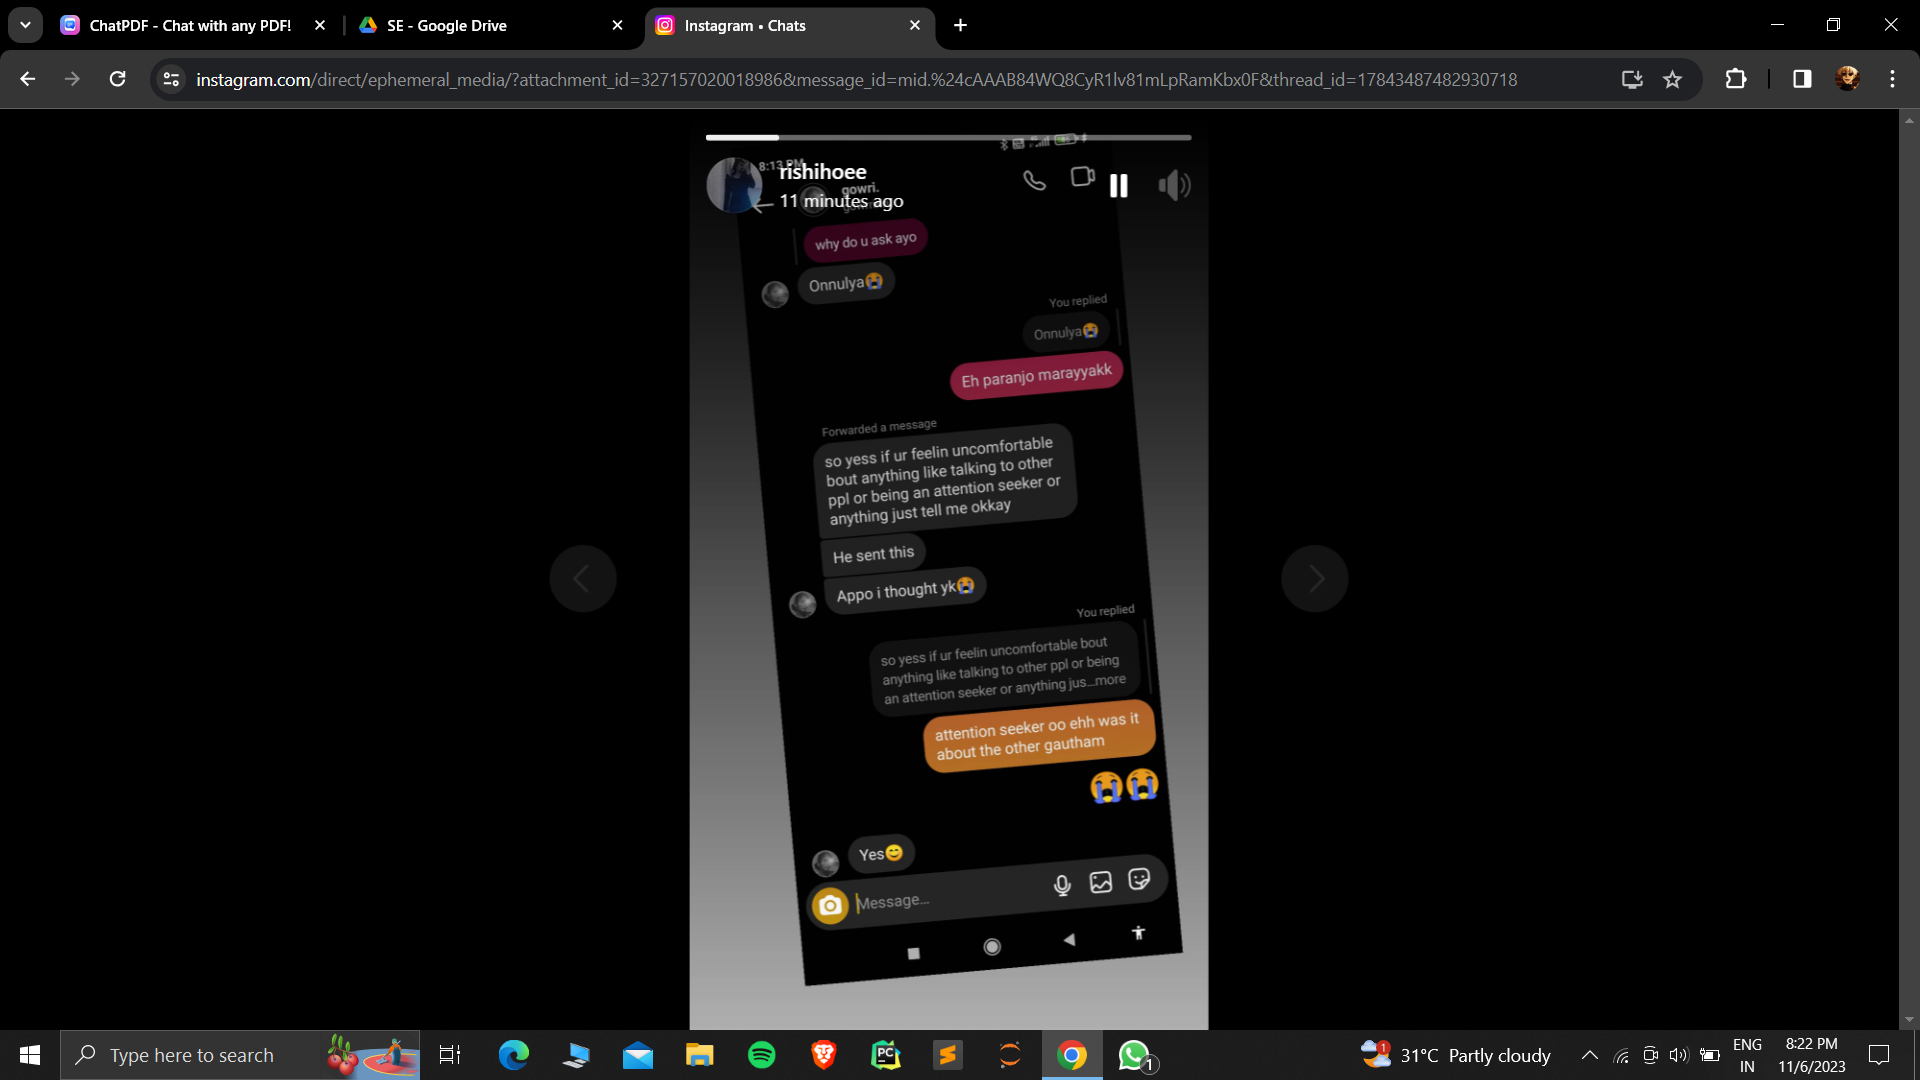 ChatPDF - Chat with any PDF!
SE - Google Drive
Instagram • Chats
instagram.com/direct/ephemeral_media/?attachment_id=327157020018986&message_id=mid.%24cAAAB84WQ8CyR1lv81mLpRamKbx0F&thread_id=17843487482930718
8:13 PM
rishihoee
gowri.
11 minutes ago
why do u ask ayo
Onnulya😭
You replied
Onnulya😭
Eh paranjo marayyakk
Forwarded a message
so yess if ur feelin uncomfortable
bout anything like talking to other
ppl or being an attention seeker or
anything just tell me okkay
He sent this
Appo i thought yk😭
You replied
so yess if ur feelin uncomfortable bout
anything like talking to other ppl or being
an attention seeker or anything jus...more
attention seeker oo ehh was it
about the other gautham
😭😭
Yes😊
Message...
Type here to search
PC
1
1
31°C Partly cloudy
ENG
IN
8:22 PM
11/6/2023